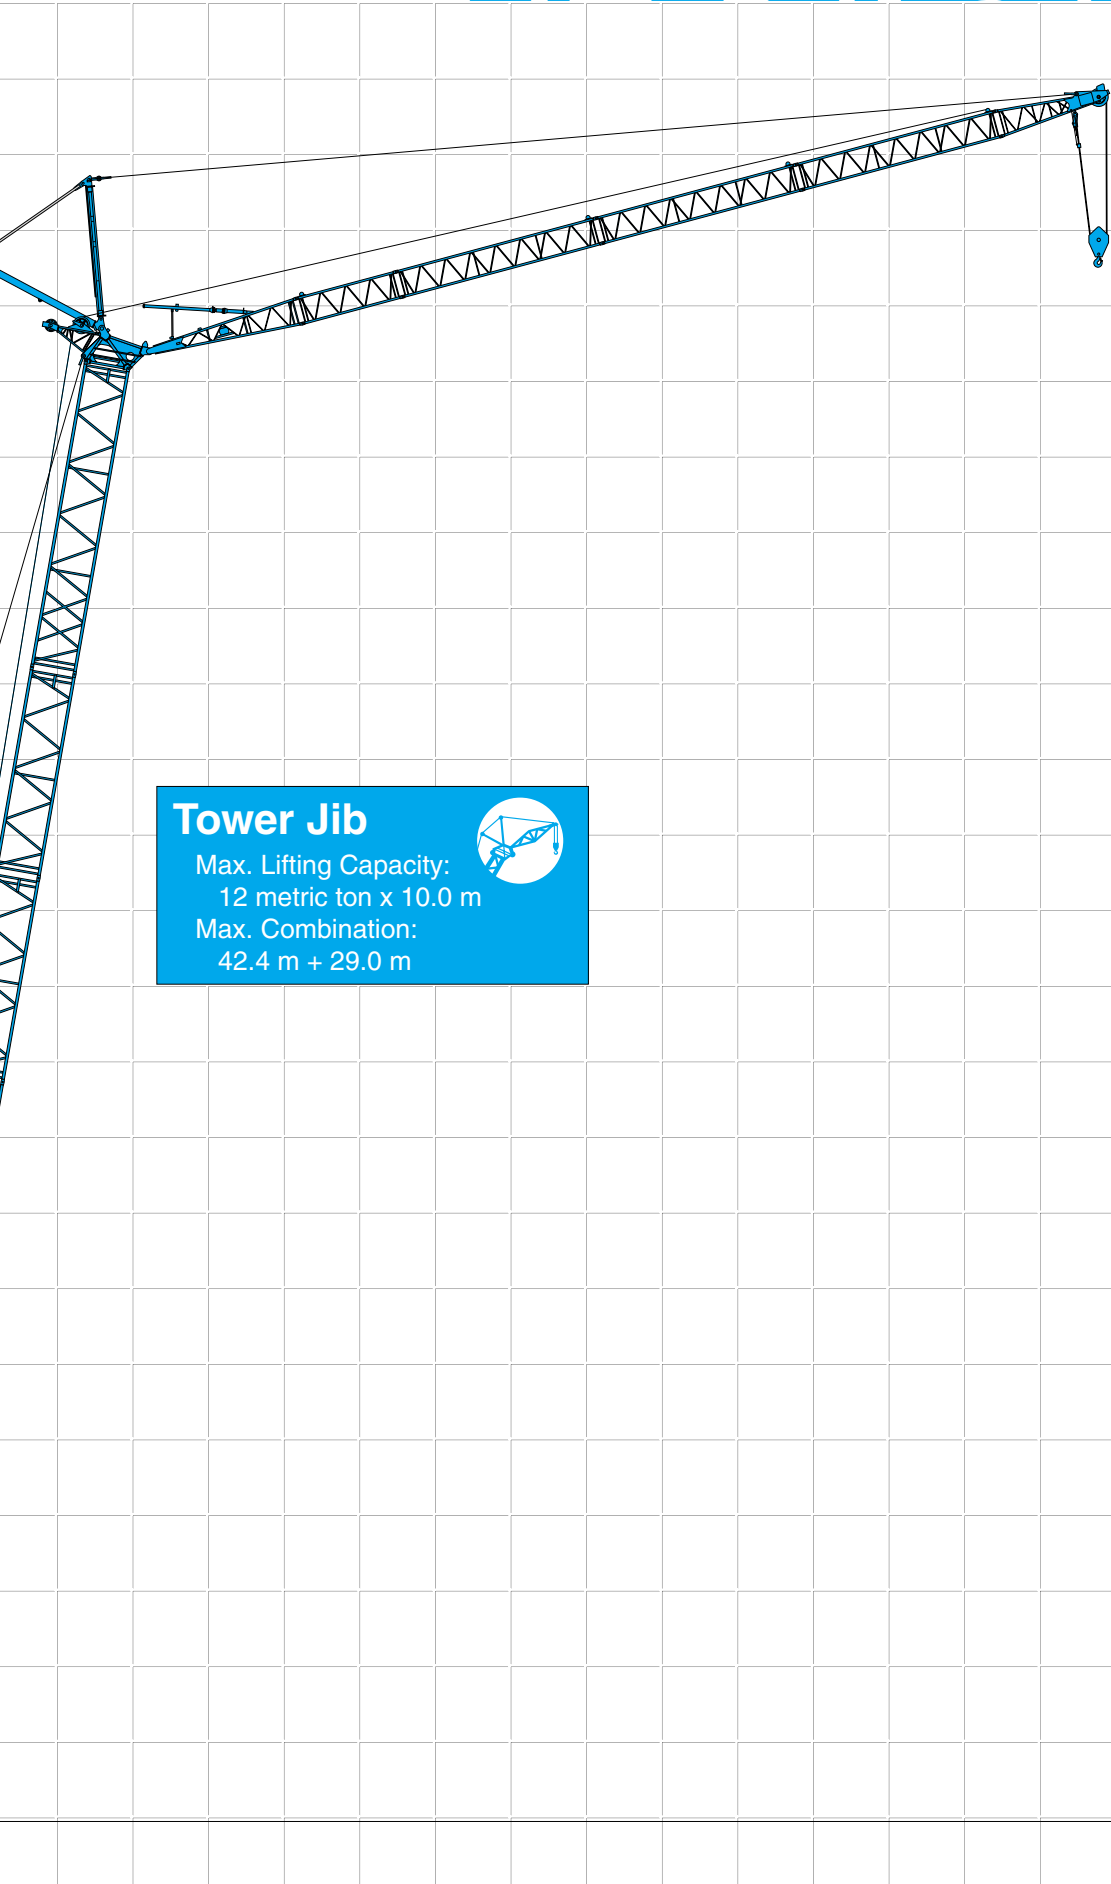 Tower Jib
Max. Lifting Capacity:
12 metric ton x 10.0 m
Max. Combination:
42.4 m + 29.0 m